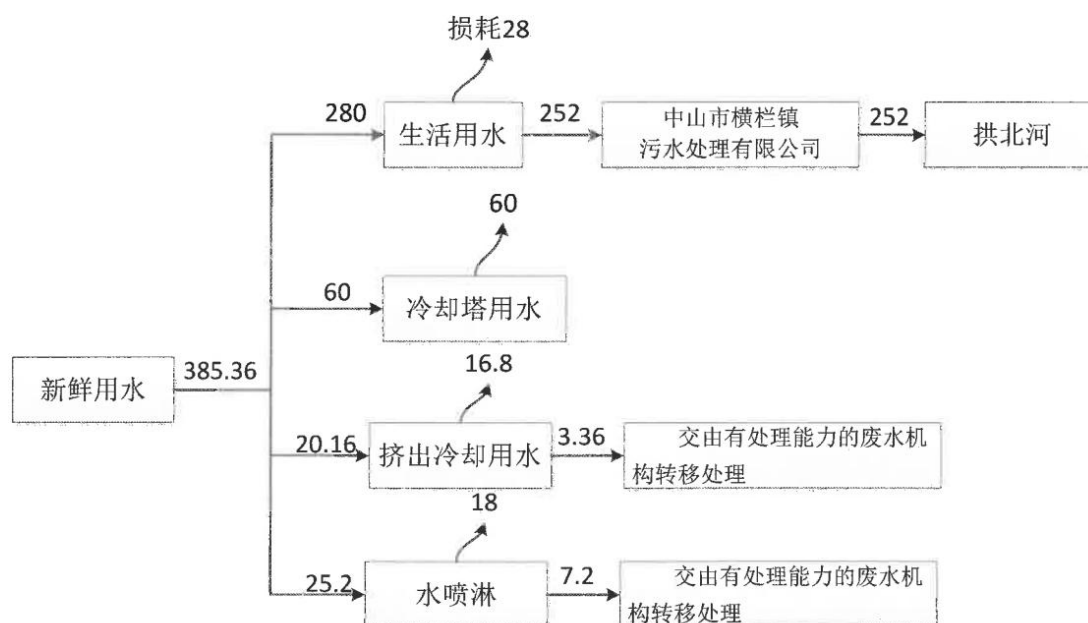 损耗28
280
生活用水
252
中山市横栏镇
污水处理有限公司
252
拱北河
60
60
冷却塔用水
新鲜用水
385.36
16.8
20.16
挤出冷却用水
3.36
交由有处理能力的废水机
构转移处理
18
25.2
水喷淋
7.2
交由有处理能力的废水机
构转移处理